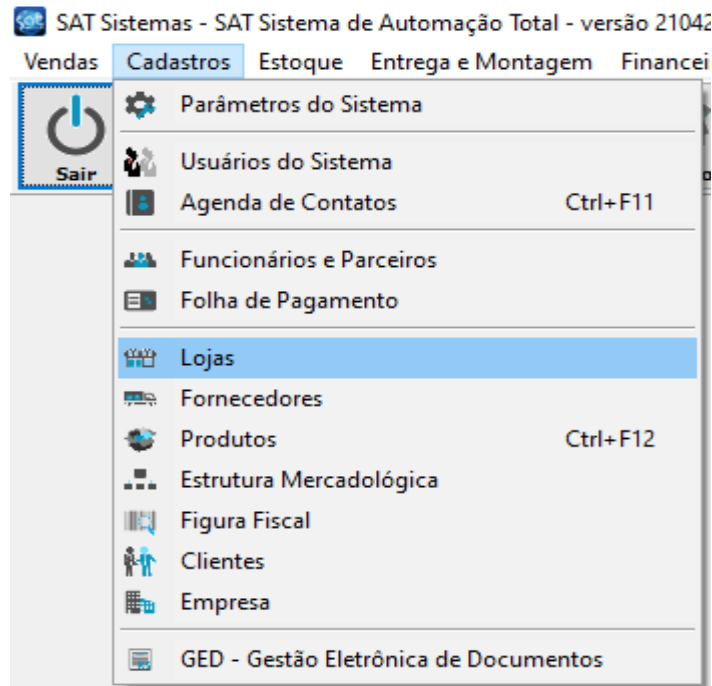 SAT Sistemas - SAT Sistema de Automação Total - versão 21042
Vendas Cadastros Estoque Entrega e Montagem Financei
Sair
Parâmetros do Sistema
Usuários do Sistema
Agenda de Contatos Ctrl+F11
Funcionários e Parceiros
Folha de Pagamento
Lojas
Fornecedores
Produtos Ctrl+F12
Estrutura Mercadológica
Figura Fiscal
Clientes
Empresa
GED - Gestão Eletrônica de Documentos